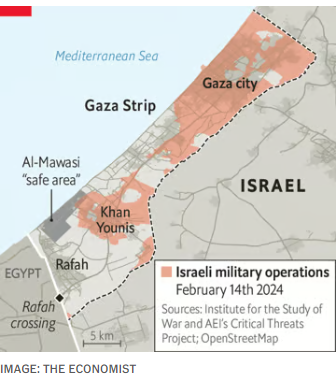 Mediterranean Sea
Gaza city
Gaza Strip
Al-Mawasi
“safe area”
ISRAEL
Khan
Younis
EGYPT
Rafah
Rafah
crossing
5 km
Israeli military operations
February 14th 2024
Sources: Institute for the Study of
War and AEI’s Critical Threats
Project; OpenStreetMap
IMAGE: THE ECONOMIST